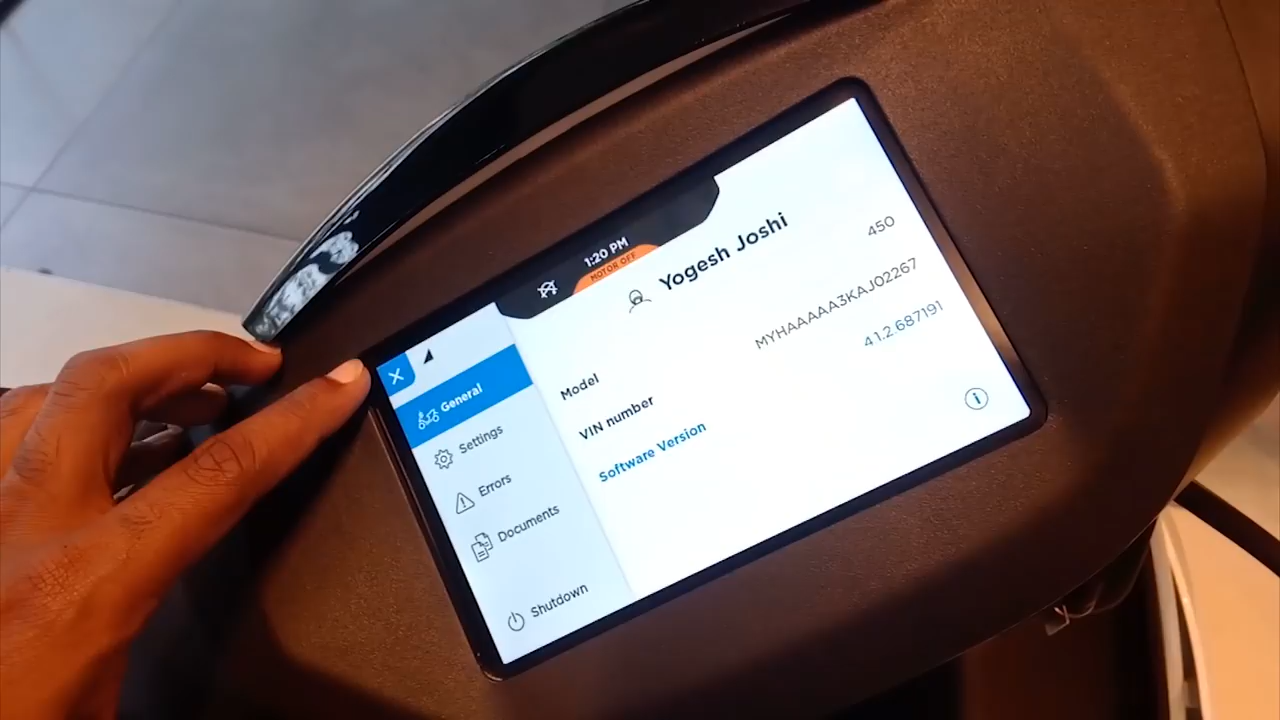 1:20 PM
MOTOR OFF
Yogesh Joshi
General
Settings
Errors
Documents
Shutdown
Model 450
VIN number MYHAAAAA3KAJ02267
Software Version 4.1.2.687191